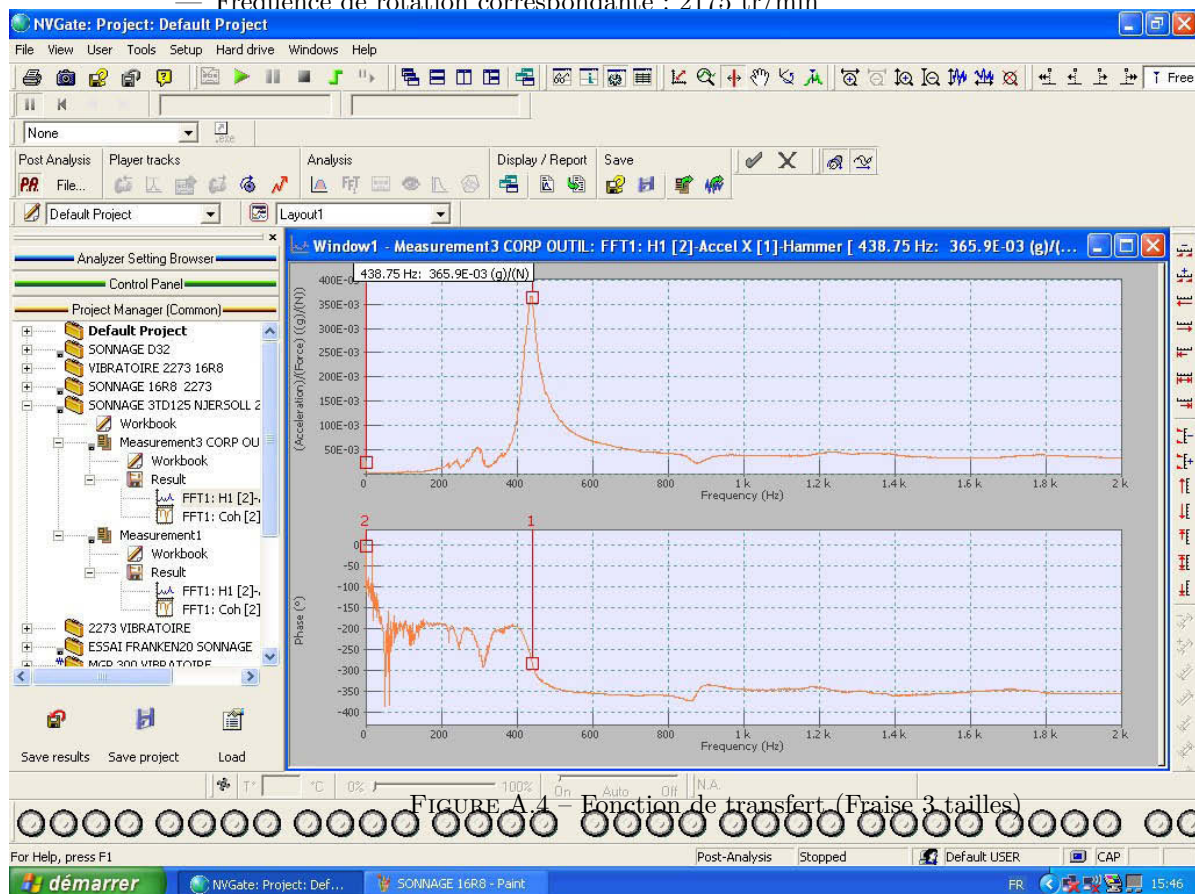 — Fréquence de rotation correspondante : 2175 tr/min
NVGate: Project: Default Project
File View User Tools Setup Hard drive Windows Help
Free
None
.exe
Post Analysis Player tracks Analysis Display / Report Save
PR. File... FFT
Default Project Layout1
Window1 - Measurement3 CORP OUTIL: FFT1: H1 [2]-Accel X [1]-Hammer [ 438.75 Hz: 365.9E-03 (g)/(...
Analyzer Setting Browser
Control Panel
Project Manager (Common)
Default Project
SONNAGE D32
VIBRATOIRE 2273 16R8
SONNAGE 16R8 2273
SONNAGE 3TD125 NJERSOLL 2
Workbook
Measurement3 CORP OU
Workbook
Result
FFT1: H1 [2]-
FFT1: Coh [2]
Measurement1
Workbook
Result
FFT1: H1 [2]-
FFT1: Coh [2]
2273 VIBRATOIRE
ESSAI FRANKEN20 SONNAGE
MGP 300 VIBRATOIRE
Save results Save project Load
438.75 Hz: 365.9E-03 (g)/(N)
(Acceleration)/(Force) ((g)/(N))
400E-03
350E-03
300E-03
250E-03
200E-03
150E-03
100E-03
50E-03
0 200 400 600 800 1 k 1.2 k 1.4 k 1.6 k 1.8 k 2 k
Frequency (Hz)
2 1
Phase (°)
0
-50
-100
-150
-200
-250
-300
-350
-400
0 200 400 600 800 1 k 1.2 k 1.4 k 1.6 k 1.8 k 2 k
Frequency (Hz)
T° °C 0% 100% On Auto Off N.A.
FIGURE A.4 – Fonction de transfert (Fraise 3 tailles)
For Help, press F1 Post-Analysis Stopped Default USER CAP
démarrer NVGate: Project: Def... SONNAGE 16R8 - Paint FR 15:46